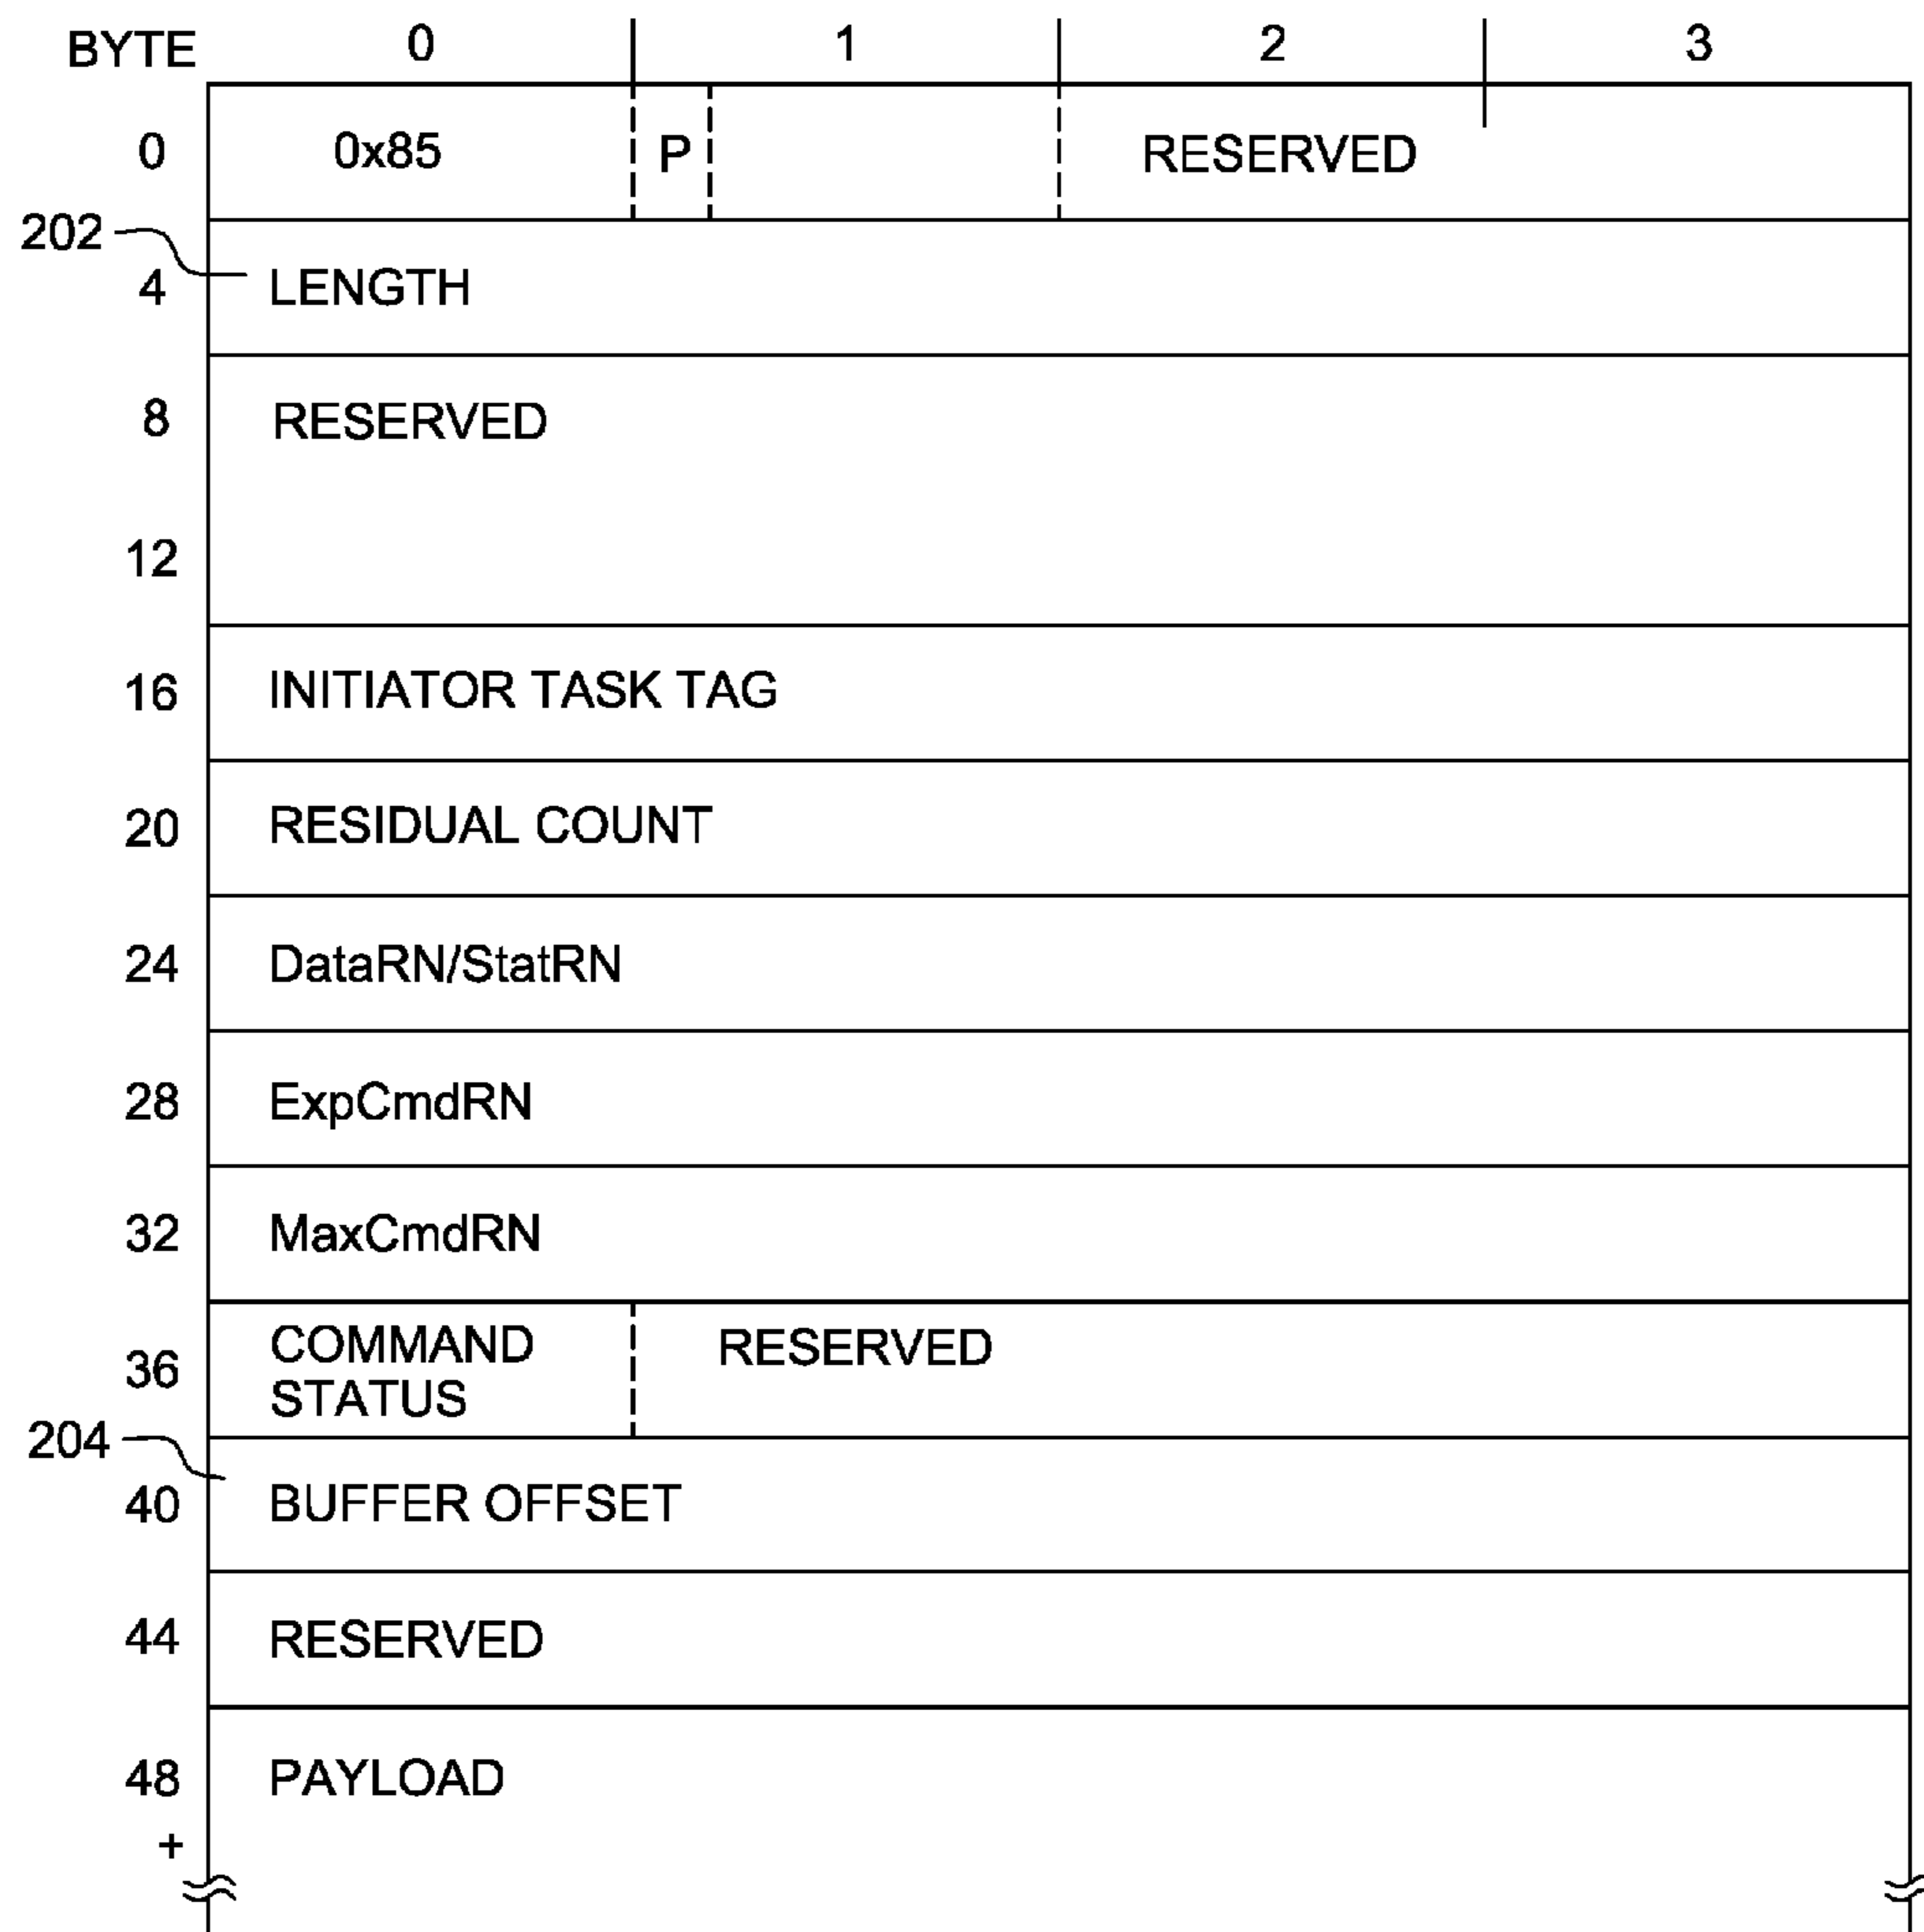 BYTE 0 1 2 3
0 0x85 P RESERVED
202
4 LENGTH
8 RESERVED
12
16 INITIATOR TASK TAG
20 RESIDUAL COUNT
24 DataRN/StatRN
28 ExpCmdRN
32 MaxCmdRN
36 COMMAND STATUS RESERVED
204
40 BUFFER OFFSET
44 RESERVED
48 PAYLOAD
+